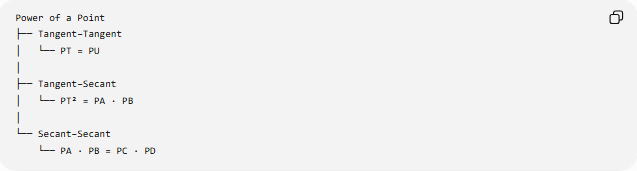 Power of a Point
├── Tangent–Tangent
│   └── PT = PU
│
├── Tangent–Secant
│   └── PT² = PA · PB
│
└── Secant–Secant
    └── PA · PB = PC · PD